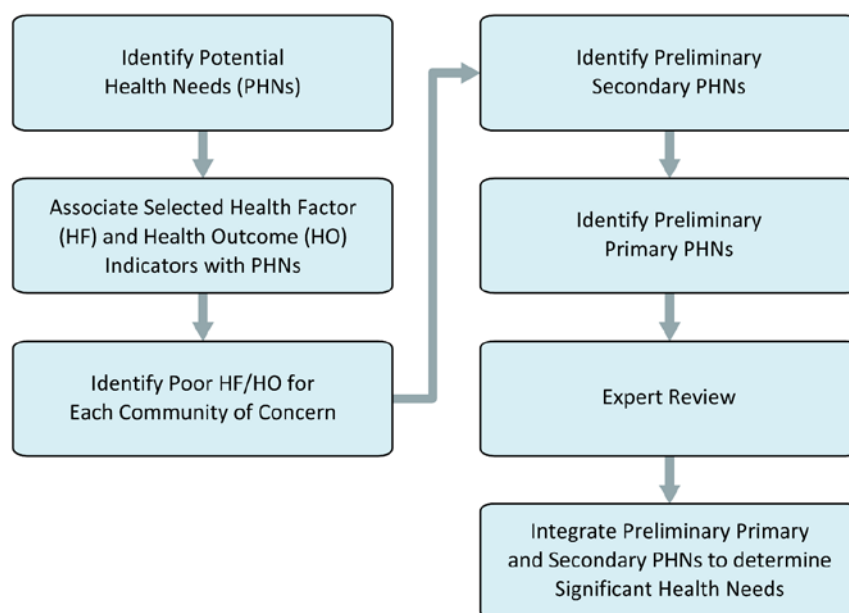 Identify Potential
Health Needs (PHNs)
Associate Selected Health Factor
(HF) and Health Outcome (HO)
Indicators with PHNs
Identify Poor HF/HO for
Each Community of Concern
Identify Preliminary
Secondary PHNs
Identify Preliminary
Primary PHNs
Expert Review
Integrate Preliminary Primary
and Secondary PHNs to determine
Significant Health Needs